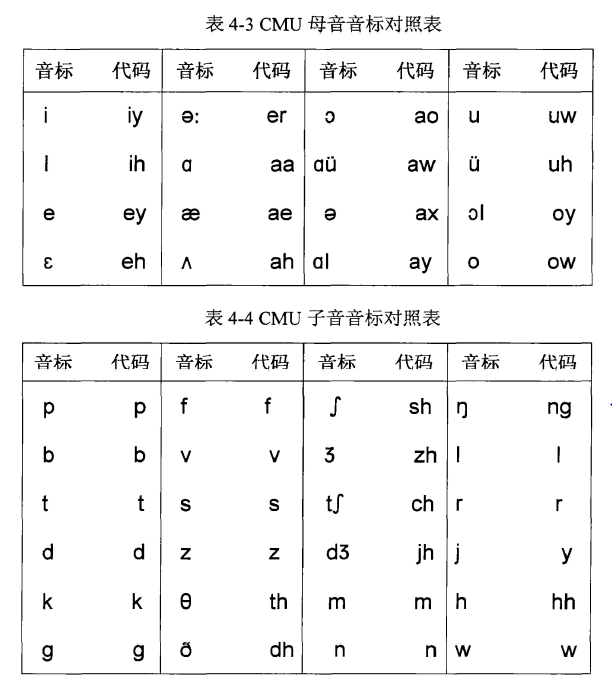 表 4-3 CMU 母音音标对照表
音标 代码 音标 代码 音标 代码 音标 代码
i iy ə: er ɔ ao u uw
I ih ɑ aa ɑü aw ü uh
e ey æ ae ə ax ɔI oy
ɛ eh ʌ ah ɑI ay o ow
表 4-4 CMU 子音音标对照表
音标 代码 音标 代码 音标 代码 音标 代码
p p f f ʃ sh ŋ ng
b b v v ʒ zh l l
t t s s tʃ ch r r
d d z z dʒ jh j y
k k θ th m m h hh
g g ð dh n n w w